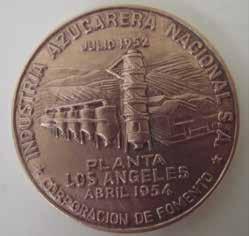 INDUSTRIA AZUCARERA NACIONAL S.A.
JULIO 1952
PLANTA
LOS ANGELES
ABRIL 1954
CORPORACION DE FOMENTO